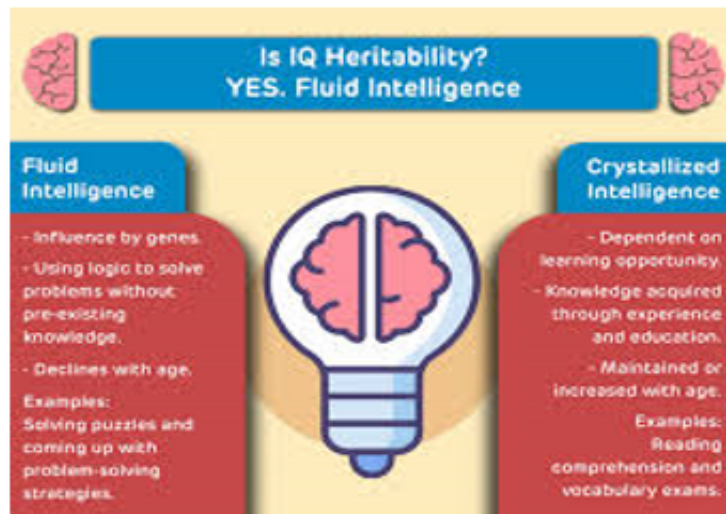 Is IQ Heritability?
YES. Fluid Intelligence
Fluid
Intelligence
- Influence by genes.
- Using logic to solve
problems without
pre-existing
knowledge.
- Declines with age.
Examples:
Solving puzzles and
coming up with
problem-solving
strategies.
Crystallized
Intelligence
- Dependent on
learning opportunity.
- Knowledge acquired
through experience
and education.
- Maintained or
increased with age.
Examples:
Reading
comprehension and
vocabulary exams.